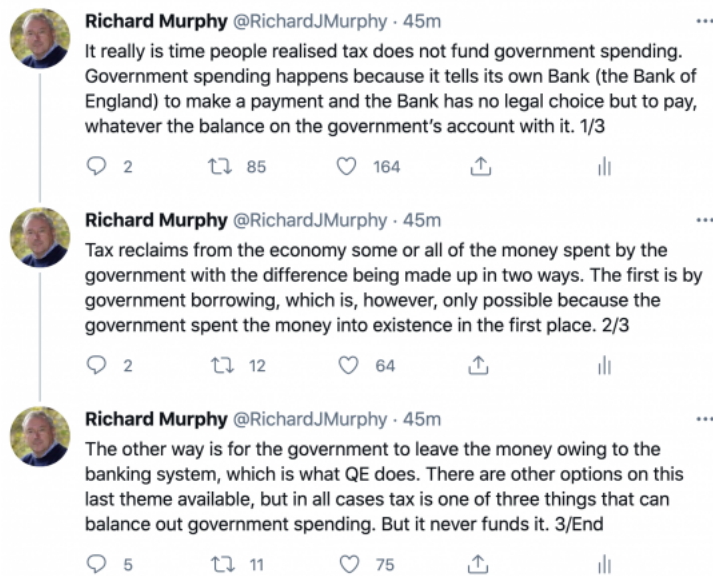 Richard Murphy @RichardJMurphy · 45m
It really is time people realised tax does not fund government spending.
Government spending happens because it tells its own Bank (the Bank of
England) to make a payment and the Bank has no legal choice but to pay,
whatever the balance on the government's account with it. 1/3
2 85 164
Richard Murphy @RichardJMurphy · 45m
Tax reclaims from the economy some or all of the money spent by the
government with the difference being made up in two ways. The first is by
government borrowing, which is, however, only possible because the
government spent the money into existence in the first place. 2/3
2 12 64
Richard Murphy @RichardJMurphy · 45m
The other way is for the government to leave the money owing to the
banking system, which is what QE does. There are other options on this
last theme available, but in all cases tax is one of three things that can
balance out government spending. But it never funds it. 3/End
5 11 75